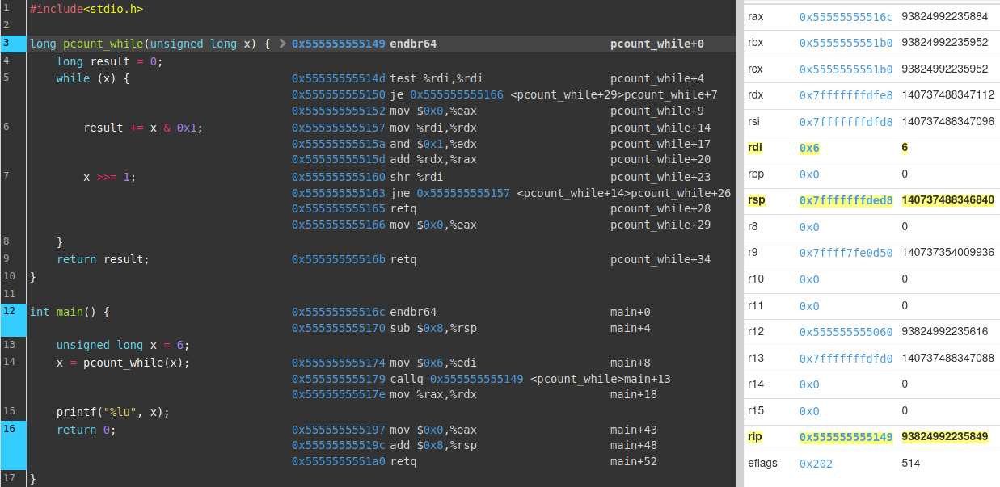 1 #include<stdio.h>
2
3 long pcount_while(unsigned long x) { > 0x555555555149 endbr64 pcount_while+0
4 long result = 0;
5 while (x) { 0x55555555514d test %rdi,%rdi pcount_while+4
0x555555555150 je 0x555555555166 <pcount_while+29>pcount_while+7
0x555555555152 mov $0x0,%eax pcount_while+9
6 result += x & 0x1; 0x555555555157 mov %rdi,%rdx pcount_while+14
0x55555555515a and $0x1,%edx pcount_while+17
0x55555555515d add %rdx,%rax pcount_while+20
7 x >>= 1; 0x555555555160 shr %rdi pcount_while+23
0x555555555163 jne 0x555555555157 <pcount_while+14>pcount_while+26
0x555555555165 retq pcount_while+28
0x555555555166 mov $0x0,%eax pcount_while+29
8 }
9 return result; 0x55555555516b retq pcount_while+34
10 }
11
12 int main() { 0x55555555516c endbr64 main+0
0x555555555170 sub $0x8,%rsp main+4
13 unsigned long x = 6;
14 x = pcount_while(x); 0x555555555174 mov $0x6,%edi main+8
0x555555555179 callq 0x555555555149 <pcount_while>main+13
0x55555555517e mov %rax,%rdx main+18
15 printf("%lu", x);
16 return 0; 0x555555555197 mov $0x0,%eax main+43
0x55555555519c add $0x8,%rsp main+48
0x5555555551a0 retq main+52
17 }
rax 0x55555555516c 93824992235884
rbx 0x5555555551b0 93824992235952
rcx 0x5555555551b0 93824992235952
rdx 0x7fffffffdfe8 140737488347112
rsi 0x7fffffffdfd8 140737488347096
rdi 0x6 6
rbp 0x0 0
rsp 0x7fffffffded8 140737488346840
r8 0x0 0
r9 0x7ffff7fe0d50 140737354009936
r10 0x0 0
r11 0x0 0
r12 0x555555555060 93824992235616
r13 0x7fffffffdfd0 140737488347088
r14 0x0 0
r15 0x0 0
rip 0x555555555149 93824992235849
eflags 0x202 514